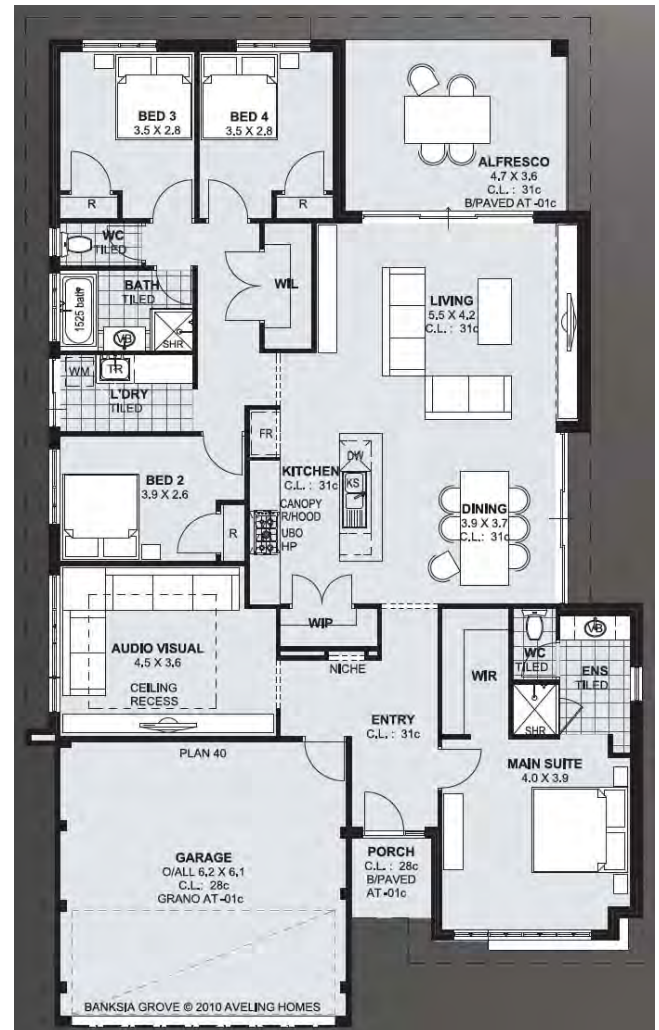 BED 3
3.5 X 2.8
BED 4
3.5 X 2.8
ALFRESCO
4.7 X 3.6
C.L. : 31c
B/PAVED AT -01c
R
R
WC
TILED
BATH
TILED
1525 bath
VB
SHR
WIL
LIVING
5.5 X 4.2
C.L. : 31c
WM
TR
L'DRY
TILED
FR
BED 2
3.9 X 2.6
R
KITCHEN
C.L. : 31c
CANOPY
R/HOOD
UBO
HP
DW
KS
DINING
3.9 X 3.7
C.L.: 31c
WIP
AUDIO VISUAL
4.5 X 3.6
CEILING
RECESS
NICHE
WIR
WC
TILED
VB
ENS
TILED
SHR
ENTRY
C.L. : 31c
MAIN SUITE
4.0 X 3.9
PLAN 40
GARAGE
O/ALL 6.2 X 6.1
C.L.: 28c
GRANO AT -01c
PORCH
C.L. : 28c
B/PAVED
AT -01c
BANKSIA GROVE © 2010 AVELING HOMES